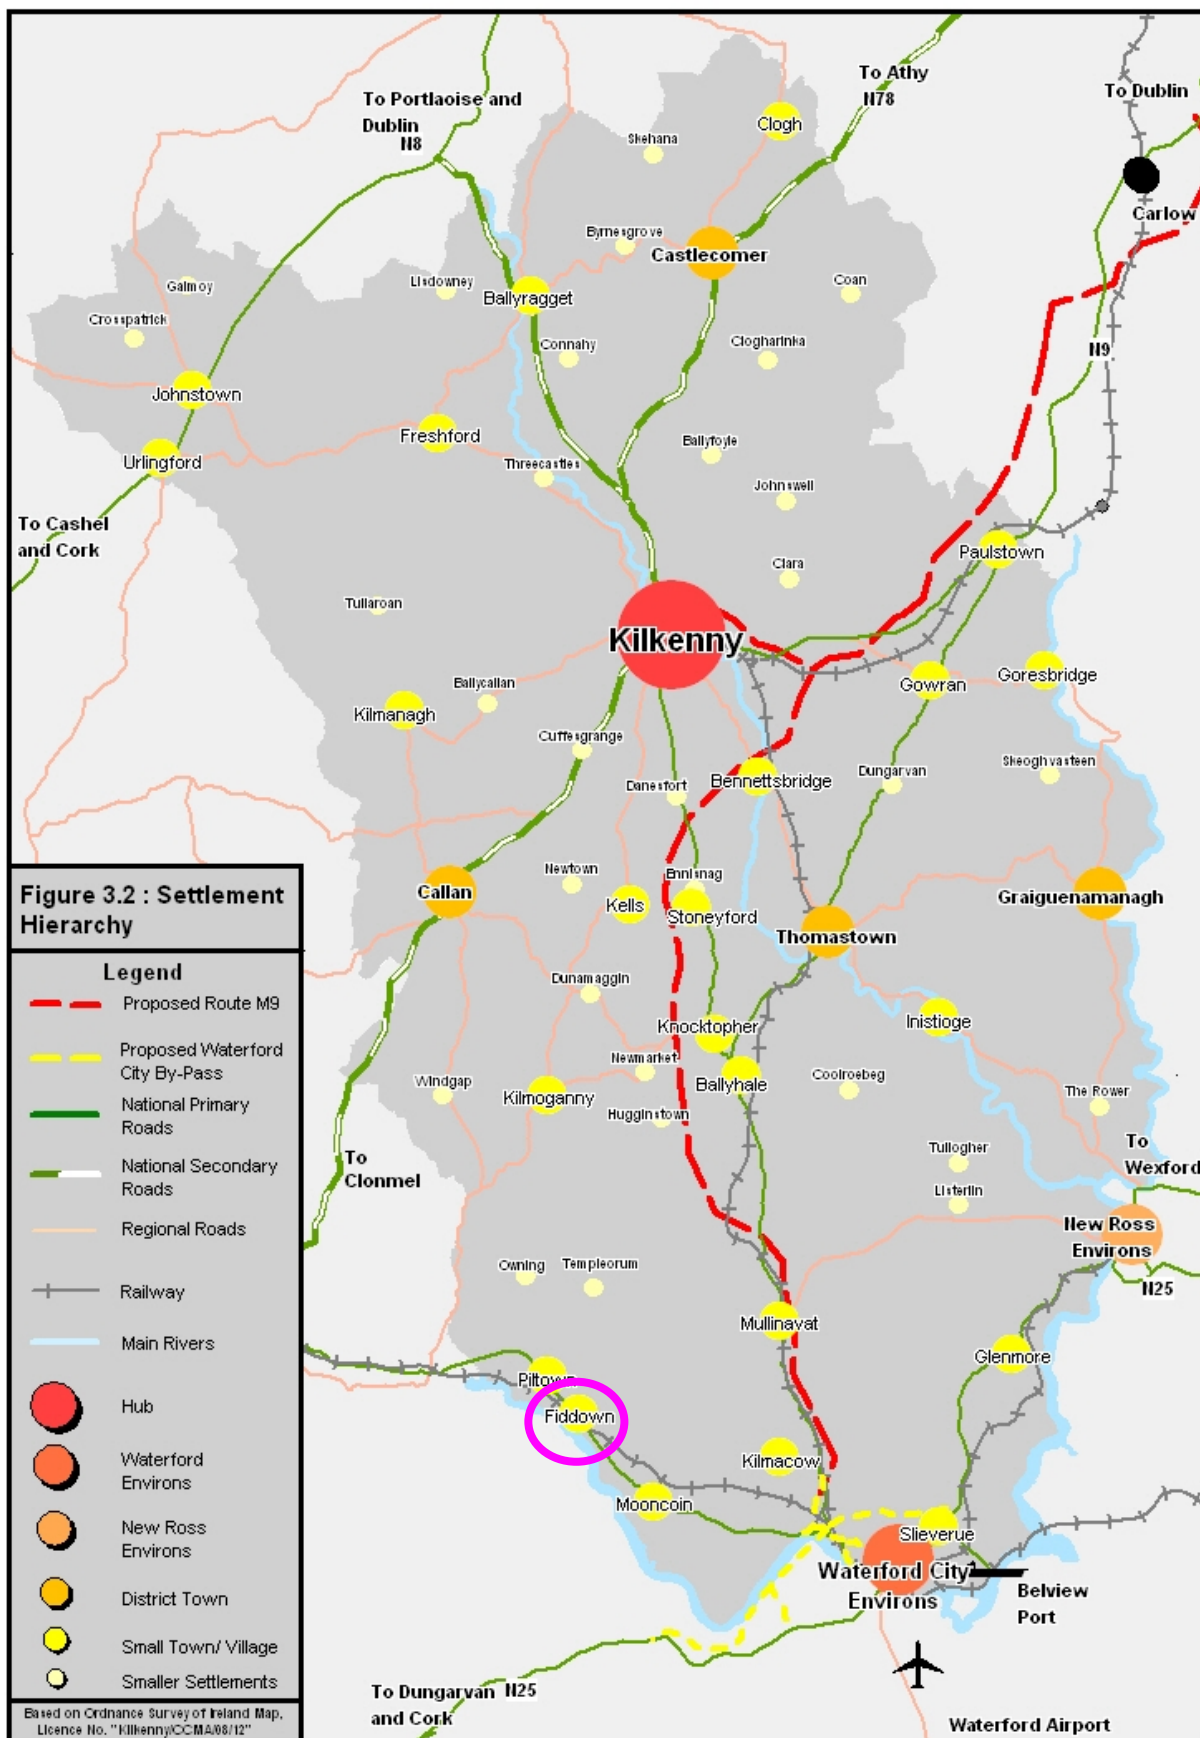 To Portlaoise and
Dublin
N8
To Athy
N78
To Dublin
Clogh
Skehana
Carlow
Byrnesgrove
Castlecomer
Galmoy
Lisdowney
Ballyragget
Coan
Crosspatrick
Connahy
Clogharinka
N9
Johnstown
Freshford
Ballyfoyle
Urlingford
Threecastles
Johnswell
To Cashel
and Cork
Paulstown
Clara
Tullaroan
Kilkenny
Ballycallan
Gowran
Goresbridge
Kilmanagh
Cuffesgrange
Bennettsbridge
Dungarvan
Skeoghvasteen
Danesfort
Newtown
Ennisnag
Callan
Kells
Stoneyford
Graiguenamanagh
Thomastown
Dunamaggin
Knocktopher
Inistioge
Newmarket
Windgap
Kilmoganny
Ballyhale
Coolroebeg
The Rower
Hugginstown
To
Clonmel
Tullogher
To
Wexford
Listerlin
New Ross
Environs
Owning
Templeorum
N25
Mullinavat
Glenmore
Piltown
Fiddown
Kilmacow
Mooncoin
Slieverue
Waterford City
Environs
Belview
Port
To Dungarvan
and Cork
N25
Waterford Airport
Figure 3.2 : Settlement
Hierarchy
Legend
Proposed Route M9
Proposed Waterford
City By-Pass
National Primary
Roads
National Secondary
Roads
Regional Roads
Railway
Main Rivers
Hub
Waterford
Environs
New Ross
Environs
District Town
Small Town/ Village
Smaller Settlements
Based on Ordnance Survey of Ireland Map,
Licence No. "Kilkenny/CCMA/08/12"